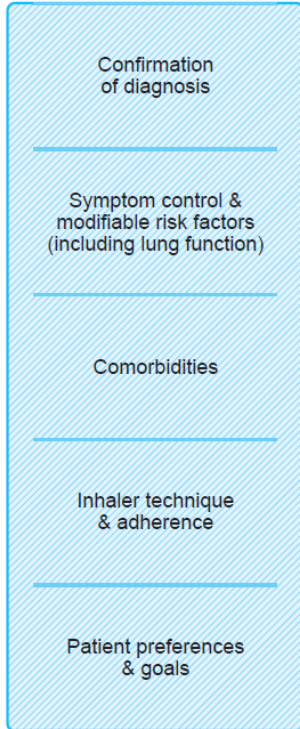 Confirmation
of diagnosis
Symptom control &
modifiable risk factors
(including lung function)
Comorbidities
Inhaler technique
& adherence
Patient preferences
& goals